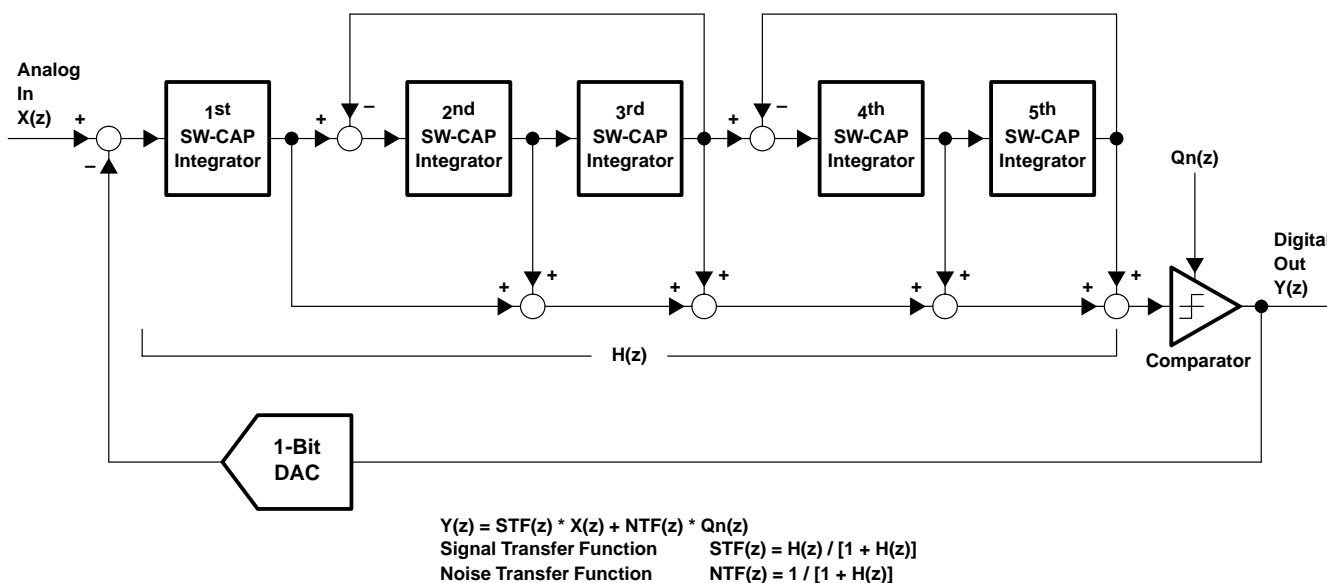 Analog
In
X(z)
+
–
1st
SW-CAP
Integrator
+
–
2nd
SW-CAP
Integrator
3rd
SW-CAP
Integrator
+
–
4th
SW-CAP
Integrator
5th
SW-CAP
Integrator
Qn(z)
+
+
+
+
+
+
+
+
Digital
Out
Y(z)
H(z)
Comparator
1-Bit
DAC
Y(z) = STF(z) * X(z) + NTF(z) * Qn(z)
Signal Transfer Function STF(z) = H(z) / [1 + H(z)]
Noise Transfer Function NTF(z) = 1 / [1 + H(z)]